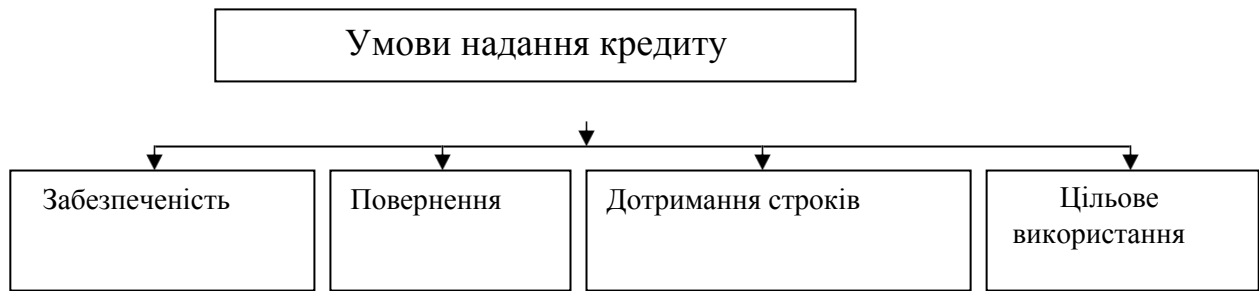 Умови надання кредиту
Забезпеченість
Повернення
Дотримання строків
Цільове
використання